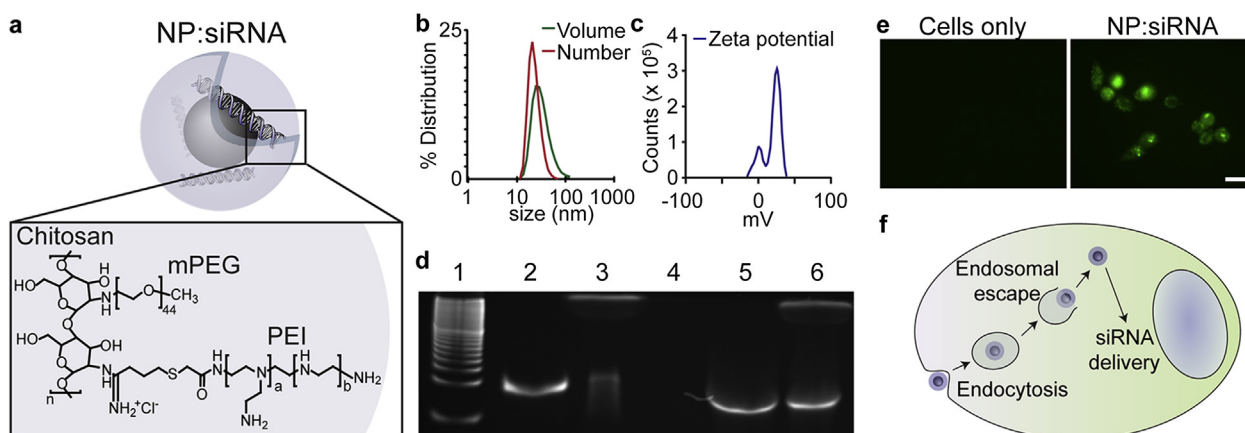 a
NP:siRNA
Chitosan
mPEG
O
OH
HO
O
N
H
O
44
CH3
O
HO
O
OH
N
H
n
O
NH2+Cl-
S
O
PEI
H
N
N
a
H
N
N
H
b
NH2
NH2
b
Volume
Number
25
0
% Distribution
1 10 100 1000
size (nm)
c
Zeta potential
4
3
2
1
0
Counts (x 10⁵)
-100 0 100
mV
d
1 2 3 4 5 6
e
Cells only NP:siRNA
f
Endosomal
escape
siRNA
delivery
Endocytosis